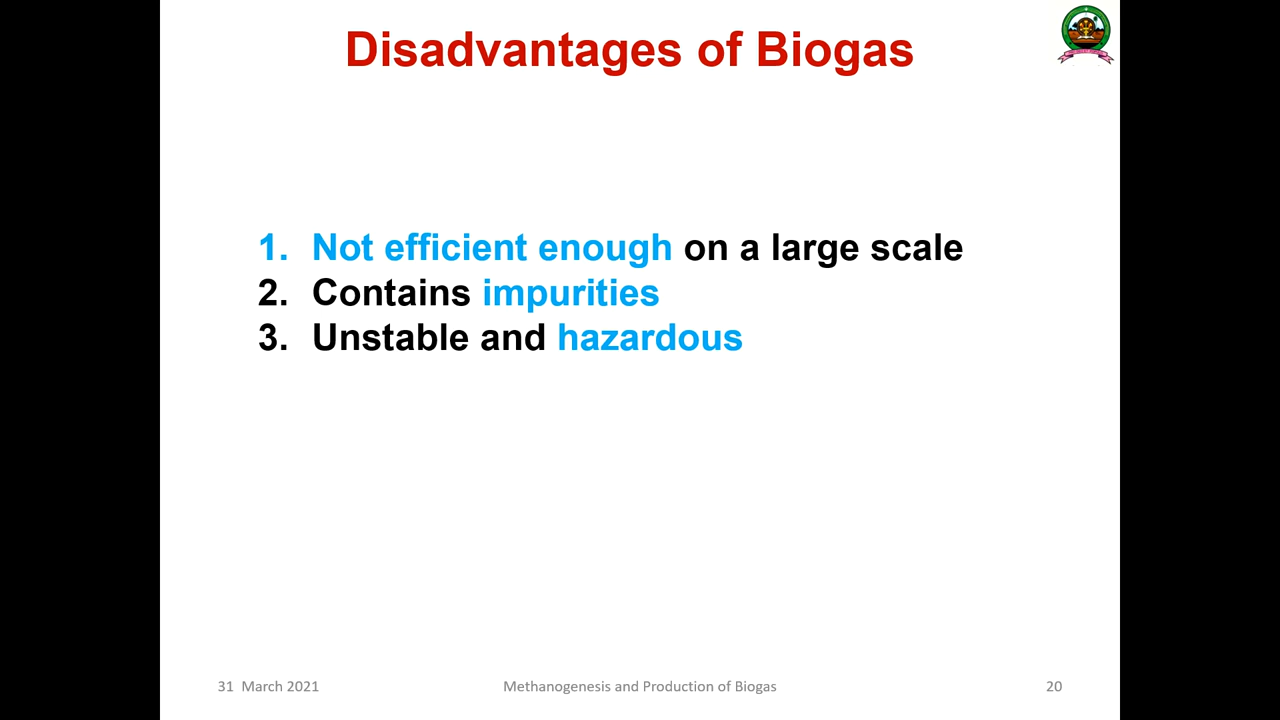 Disadvantages of Biogas
1. Not efficient enough on a large scale
2. Contains impurities
3. Unstable and hazardous
31 March 2021
Methanogenesis and Production of Biogas
20